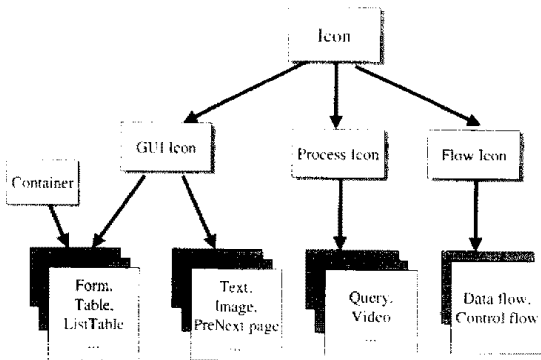 Icon
GUI Icon
Process Icon
Flow Icon
Container
Form,
Table,
ListTable
...
Text,
Image,
PreNext page
...
Query,
Video
...
Data flow,
Control flow
...